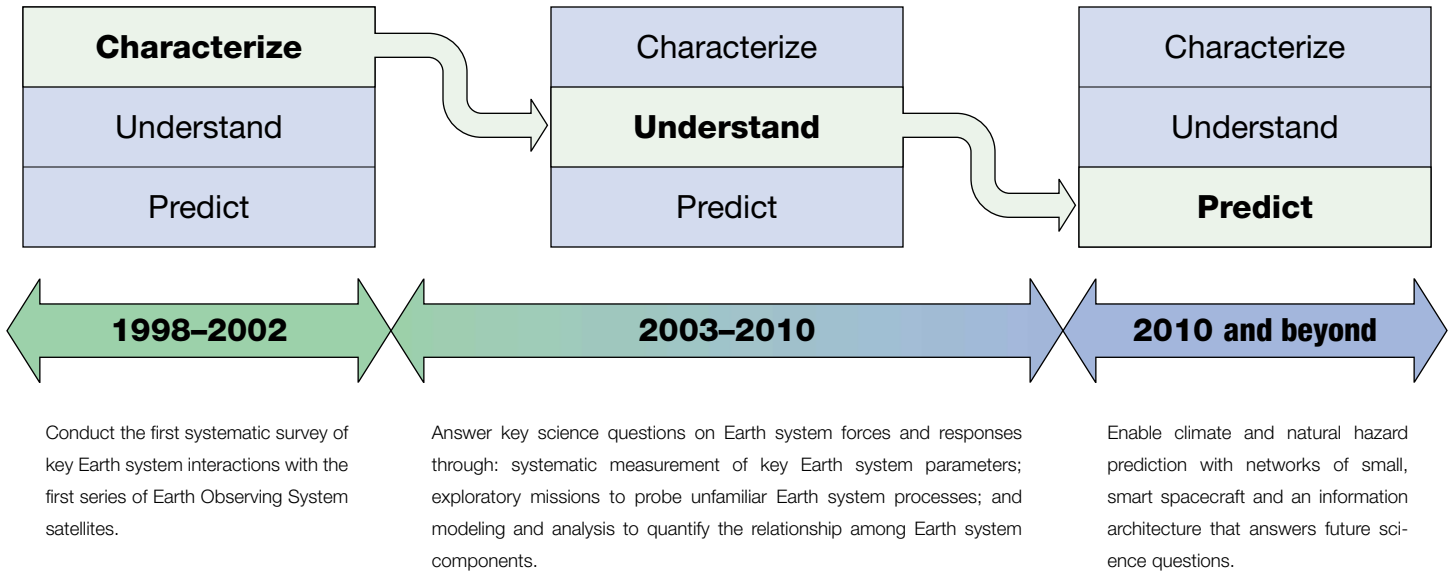 Characterize
Understand
Predict
Characterize
Understand
Predict
Characterize
Understand
Predict
1998–2002
2003–2010
2010 and beyond
Conduct the first systematic survey of
key Earth system interactions with the
first series of Earth Observing System
satellites.
Answer key science questions on Earth system forces and responses
through: systematic measurement of key Earth system parameters;
exploratory missions to probe unfamiliar Earth system processes; and
modeling and analysis to quantify the relationship among Earth system
components.
Enable climate and natural hazard
prediction with networks of small,
smart spacecraft and an information
architecture that answers future sci-
ence questions.